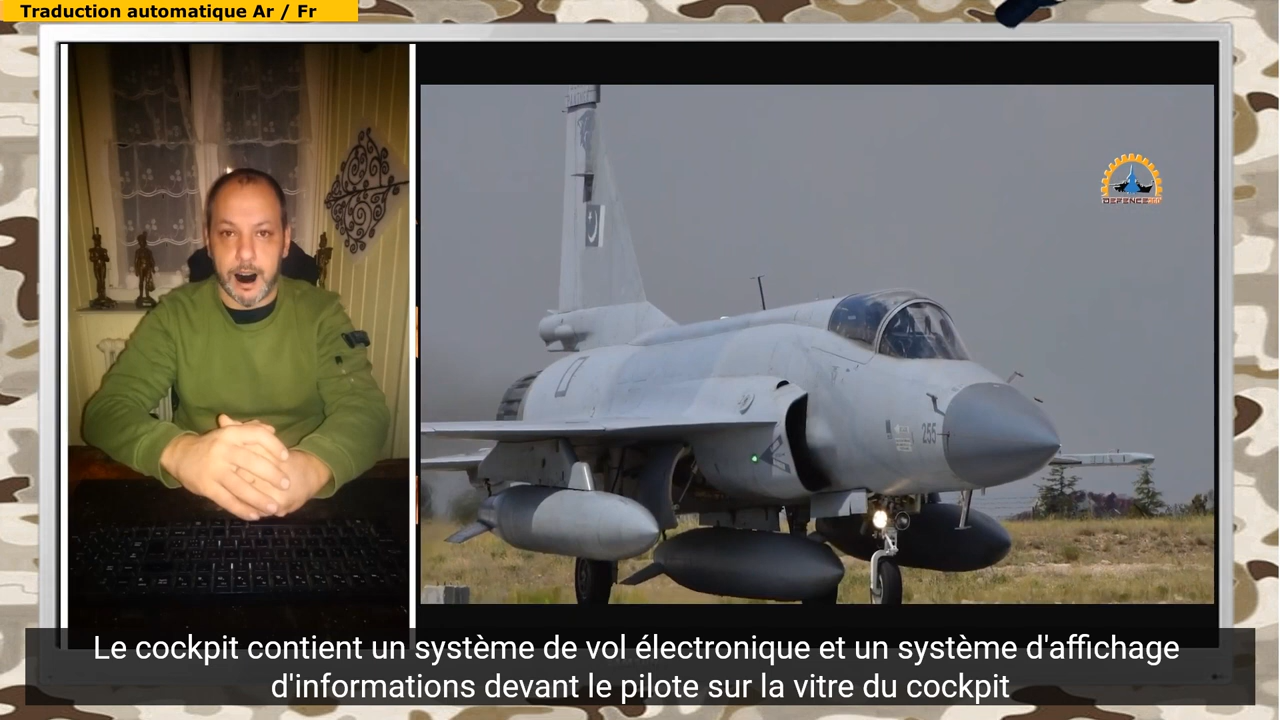 Traduction automatique Ar / Fr
DEFENCE
255
Le cockpit contient un système de vol électronique et un système d'affichage
d'informations devant le pilote sur la vitre du cockpit